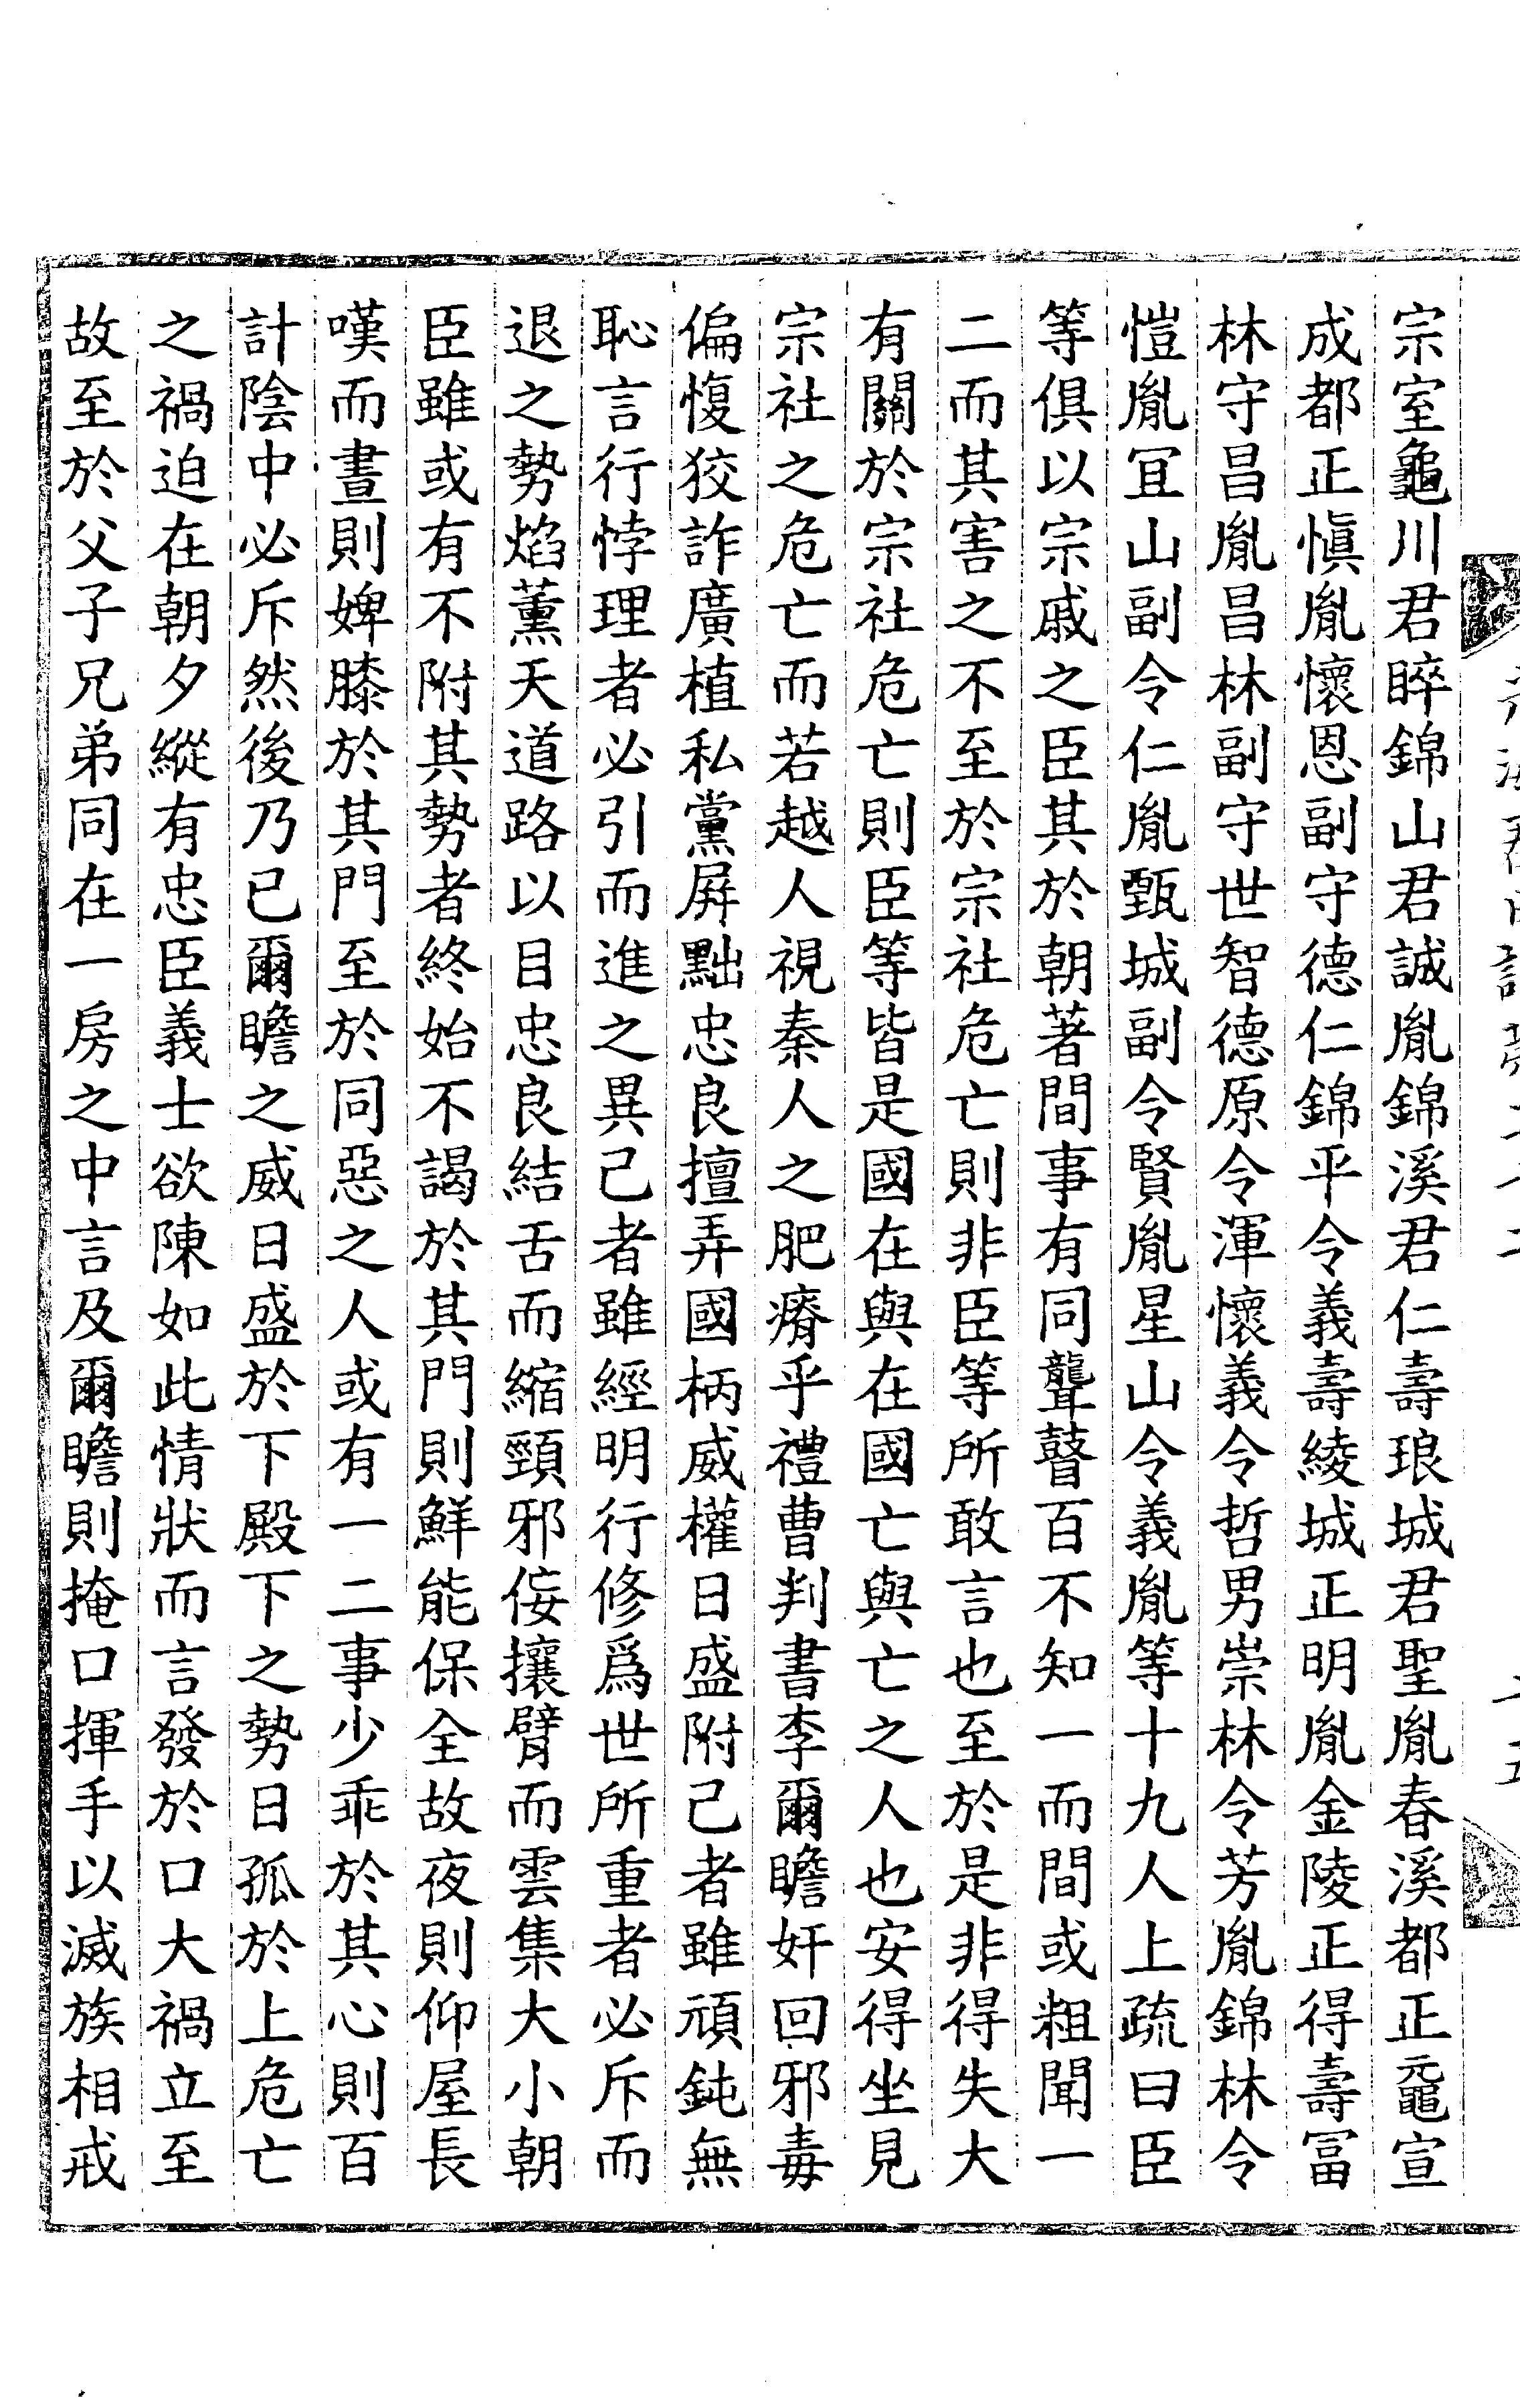 宗室龜川君睟錦山君誠胤錦溪君仁壽琅城君聖胤春溪都正黿宣
成都正愼胤懷恩副守德仁錦平令義壽綾城正明胤金陵正得壽冨
林守昌胤昌林副守世智德原令渾懷義令哲男崇林令芳胤錦林令
愷胤冝山副令仁胤甄城副令賢胤星山令義胤等十九人上疏曰臣
等俱以宗戚之臣其於朝著間事有同聾瞽百不知一而間或粗聞一
二而其害之不至於宗社危亡則非臣等所敢言也至於是非得失大
有關於宗社危亡則臣等皆是國在與在國亡與亡之人也安得坐見
宗社之危亡而若越人視秦人之肥瘠乎禮曹判書李爾瞻奸回邪毒
偏愎狡詐廣植私黨屛黜忠良擅弄國柄威權日盛附己者雖頑鈍無
恥言行悖理者必引而進之異己者雖經明行修爲世所重者必斥而
退之勢焰薰天道路以目忠良結舌而縮頸邪侫攘臂而雲集大小朝
臣雖或有不附其勢者終始不謁於其門則鮮能保全故夜則仰屋長
嘆而晝則婢膝於其門至於同惡之人或有一二事少乖於其心則百
計陰中必斥然後乃已爾瞻之威日盛於下殿下之勢日孤於上危亡
之禍迫在朝夕縱有忠臣義士欲陳如此情狀而言發於口大禍立至
故至於父子兄弟同在一房之中言及爾瞻則掩口揮手以滅族相戒